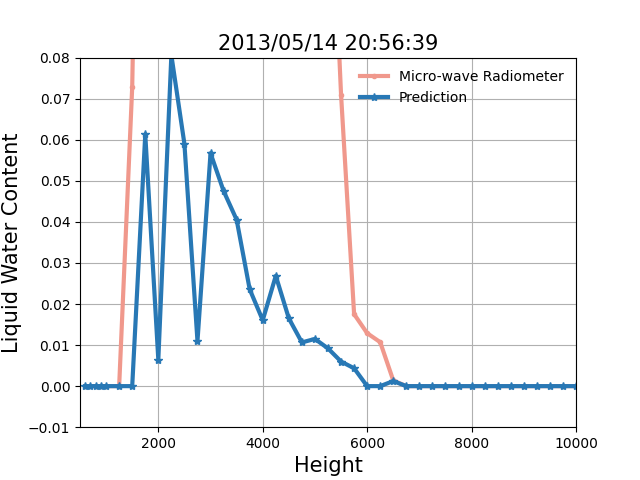 2013/05/14 20:56:39
Liquid Water Content
0.08
0.07
0.06
0.05
0.04
0.03
0.02
0.01
0.00
−0.01
Micro-wave Radiometer
Prediction
2000 4000 6000 8000 10000
Height